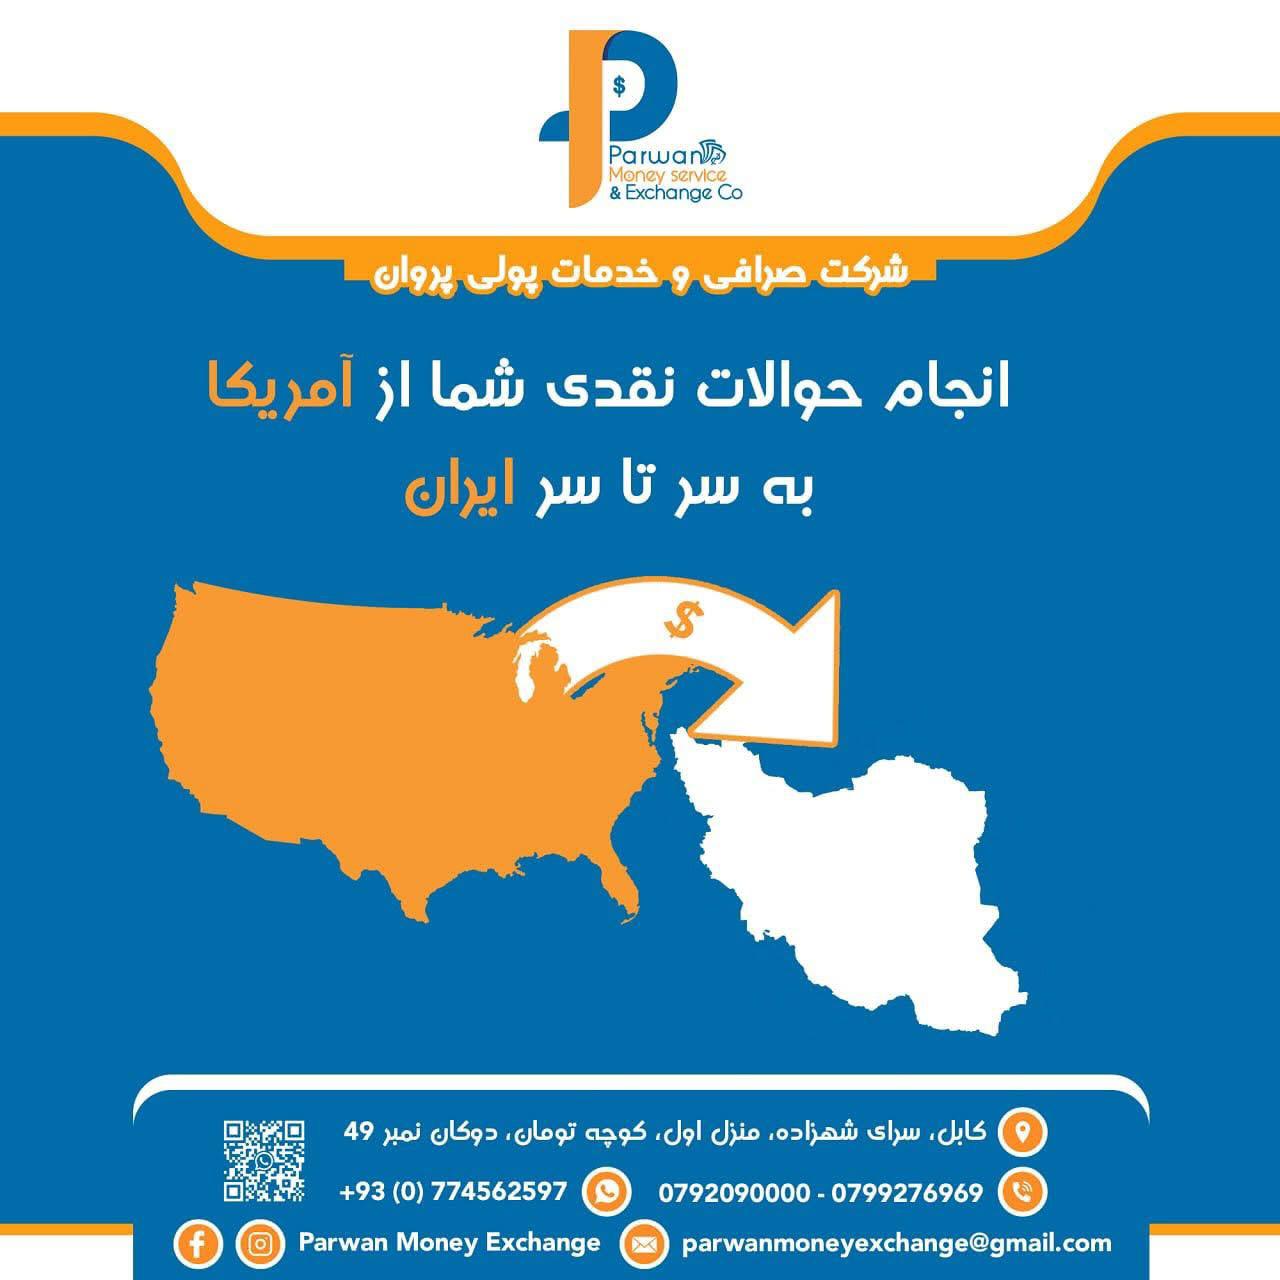 $
Parwan
Money service
& Exchange Co
شرکت صرافی و خدمات پولی پروان
انجام حوالات نقدی شما از آمریکا
به سر تا سر ایران
$
کابل، سرای شهزاده، منزل اول، کوچه تومان، دوکان نمبر 49
0792090000 - 0799276969
+93 (0) 774562597
Parwan Money Exchange
parwanmoneyexchange@gmail.com